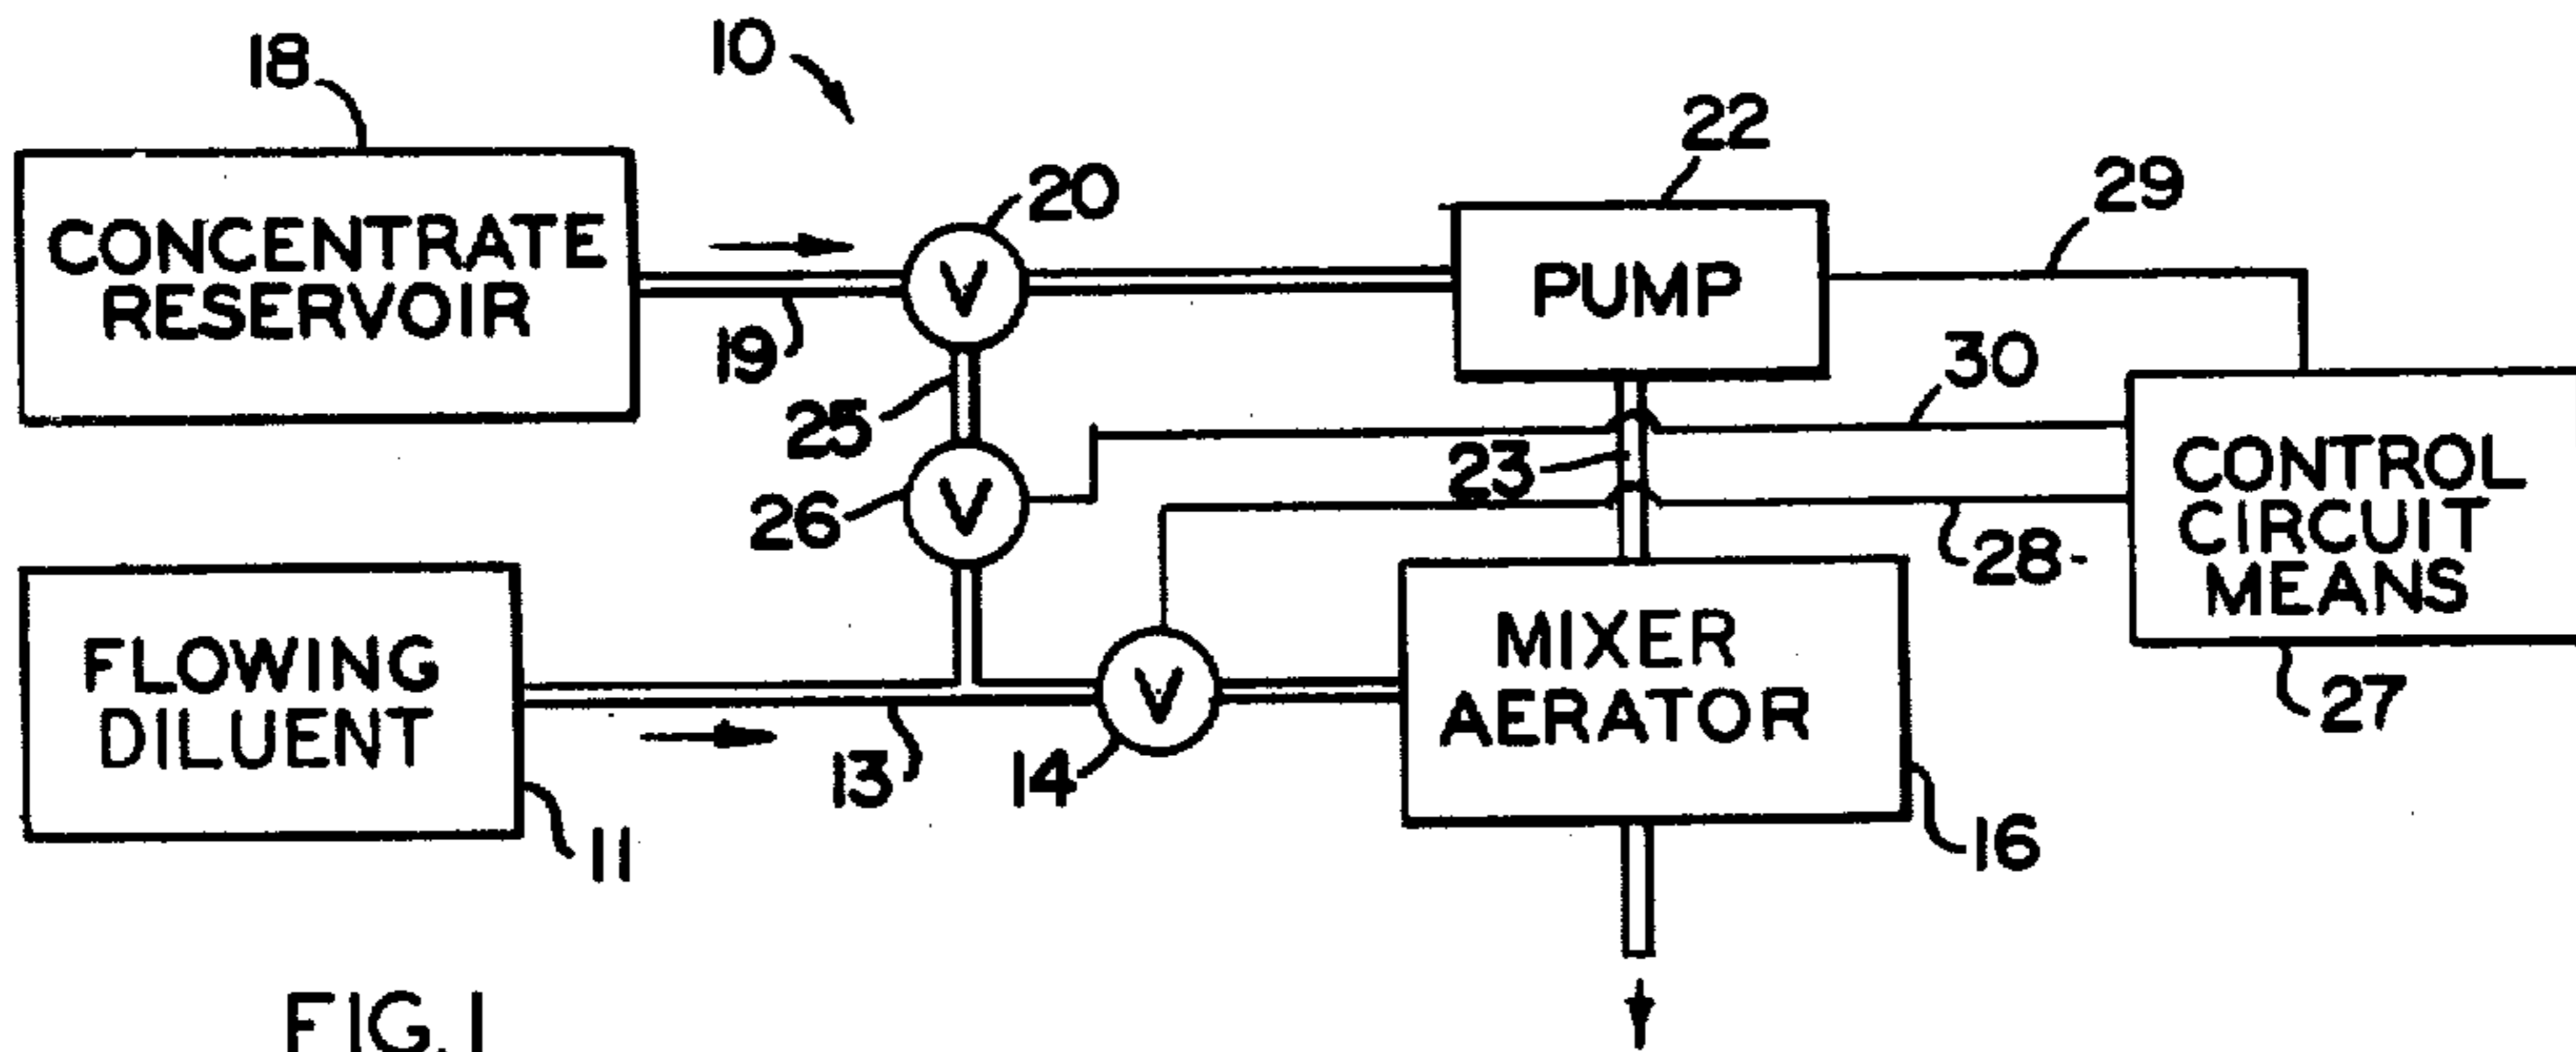 10
18
22
20
29
CONCENTRATE
RESERVOIR
V
PUMP
19
30
25
23
CONTROL
CIRCUIT
MEANS
26
V
28
FLOWING
DILUENT
V
MIXER
AERATOR
27
13
14
11
16
FIG. 1